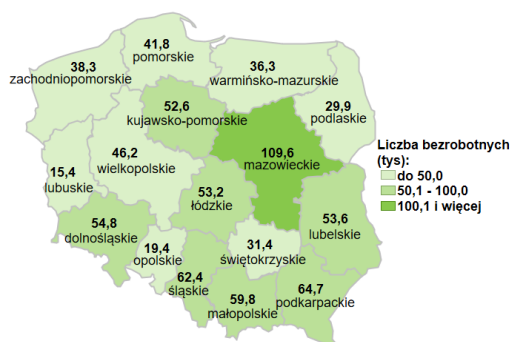 41,8
pomorskie
38,3
zachodniopomorskie
36,3
warmińsko-mazurskie
29,9
podlaskie
52,6
kujawsko-pomorskie
109,6
mazowieckie
46,2
wielkopolskie
15,4
lubuskie
53,2
łódzkie
54,8
dolnośląskie
53,6
lubelskie
19,4
opolskie
31,4
świętokrzyskie
62,4
śląskie
59,8
małopolskie
64,7
podkarpackie
Liczba bezrobotnych
(tys):
do 50,0
50,1 - 100,0
100,1 i więcej